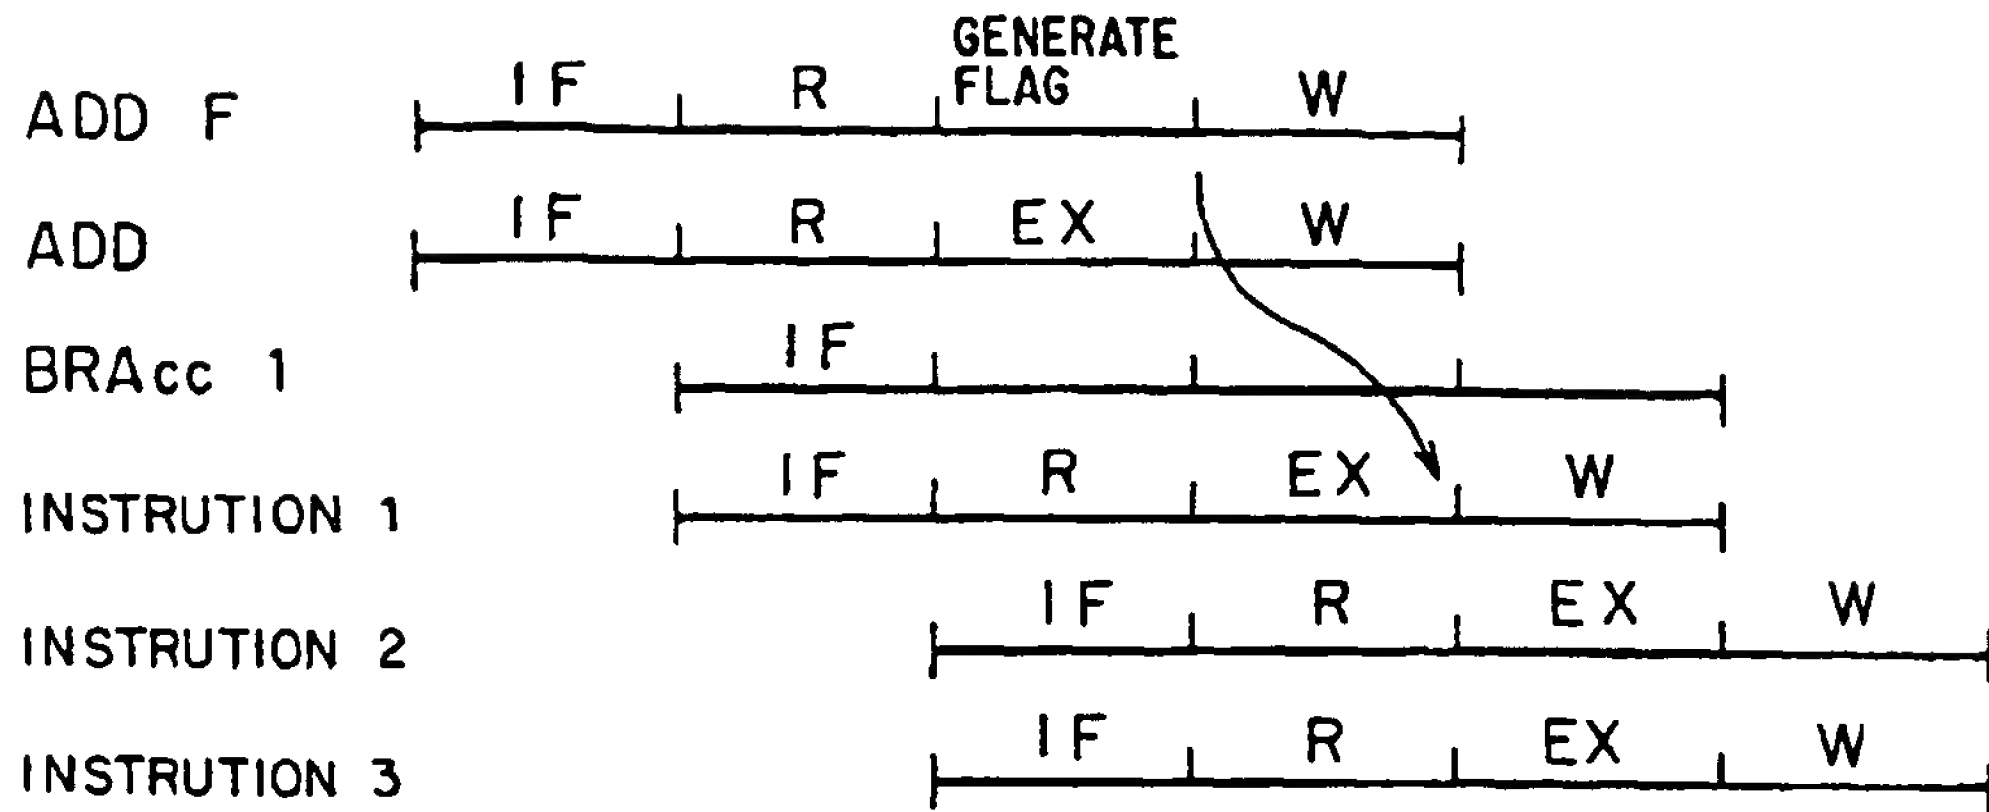 GENERATE
FLAG
ADD F IF R W
ADD IF R EX W
BRAcc 1 IF
INSTRUTION 1 IF R EX W
INSTRUTION 2 IF R EX W
INSTRUTION 3 IF R EX W